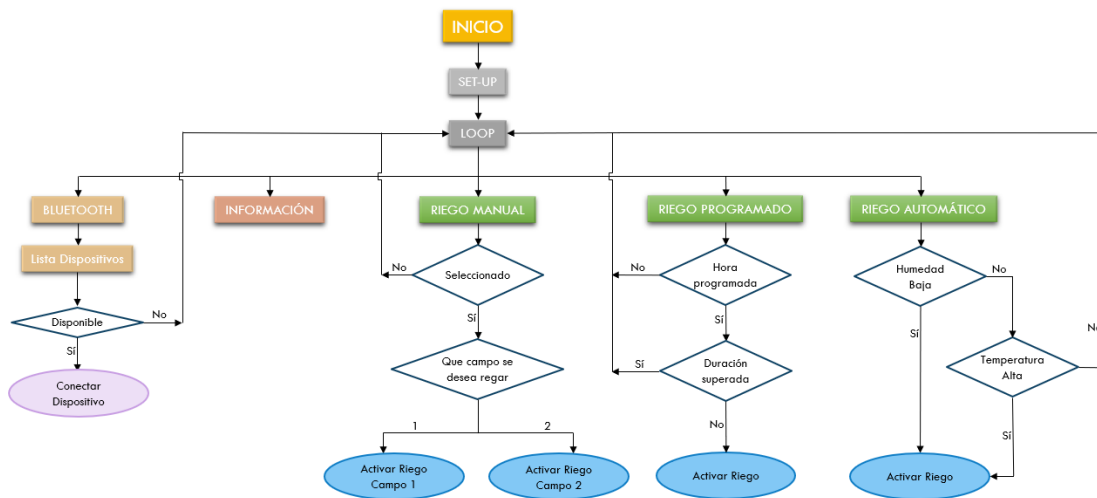 INICIO
SET-UP
LOOP
BLUETOOTH
INFORMACIÓN
RIEGO MANUAL
RIEGO PROGRAMADO
RIEGO AUTOMÁTICO
Lista Dispositivos
No
Seleccionado
No
Hora
programada
Humedad
Baja
No
Disponible
No
Sí
Sí
Sí
No
Sí
Que campo se
desea regar
Sí
Duración
superada
Temperatura
Alta
Conectar
Dispositivo
1
2
No
Sí
Activar Riego
Campo 1
Activar Riego
Campo 2
Activar Riego
Activar Riego